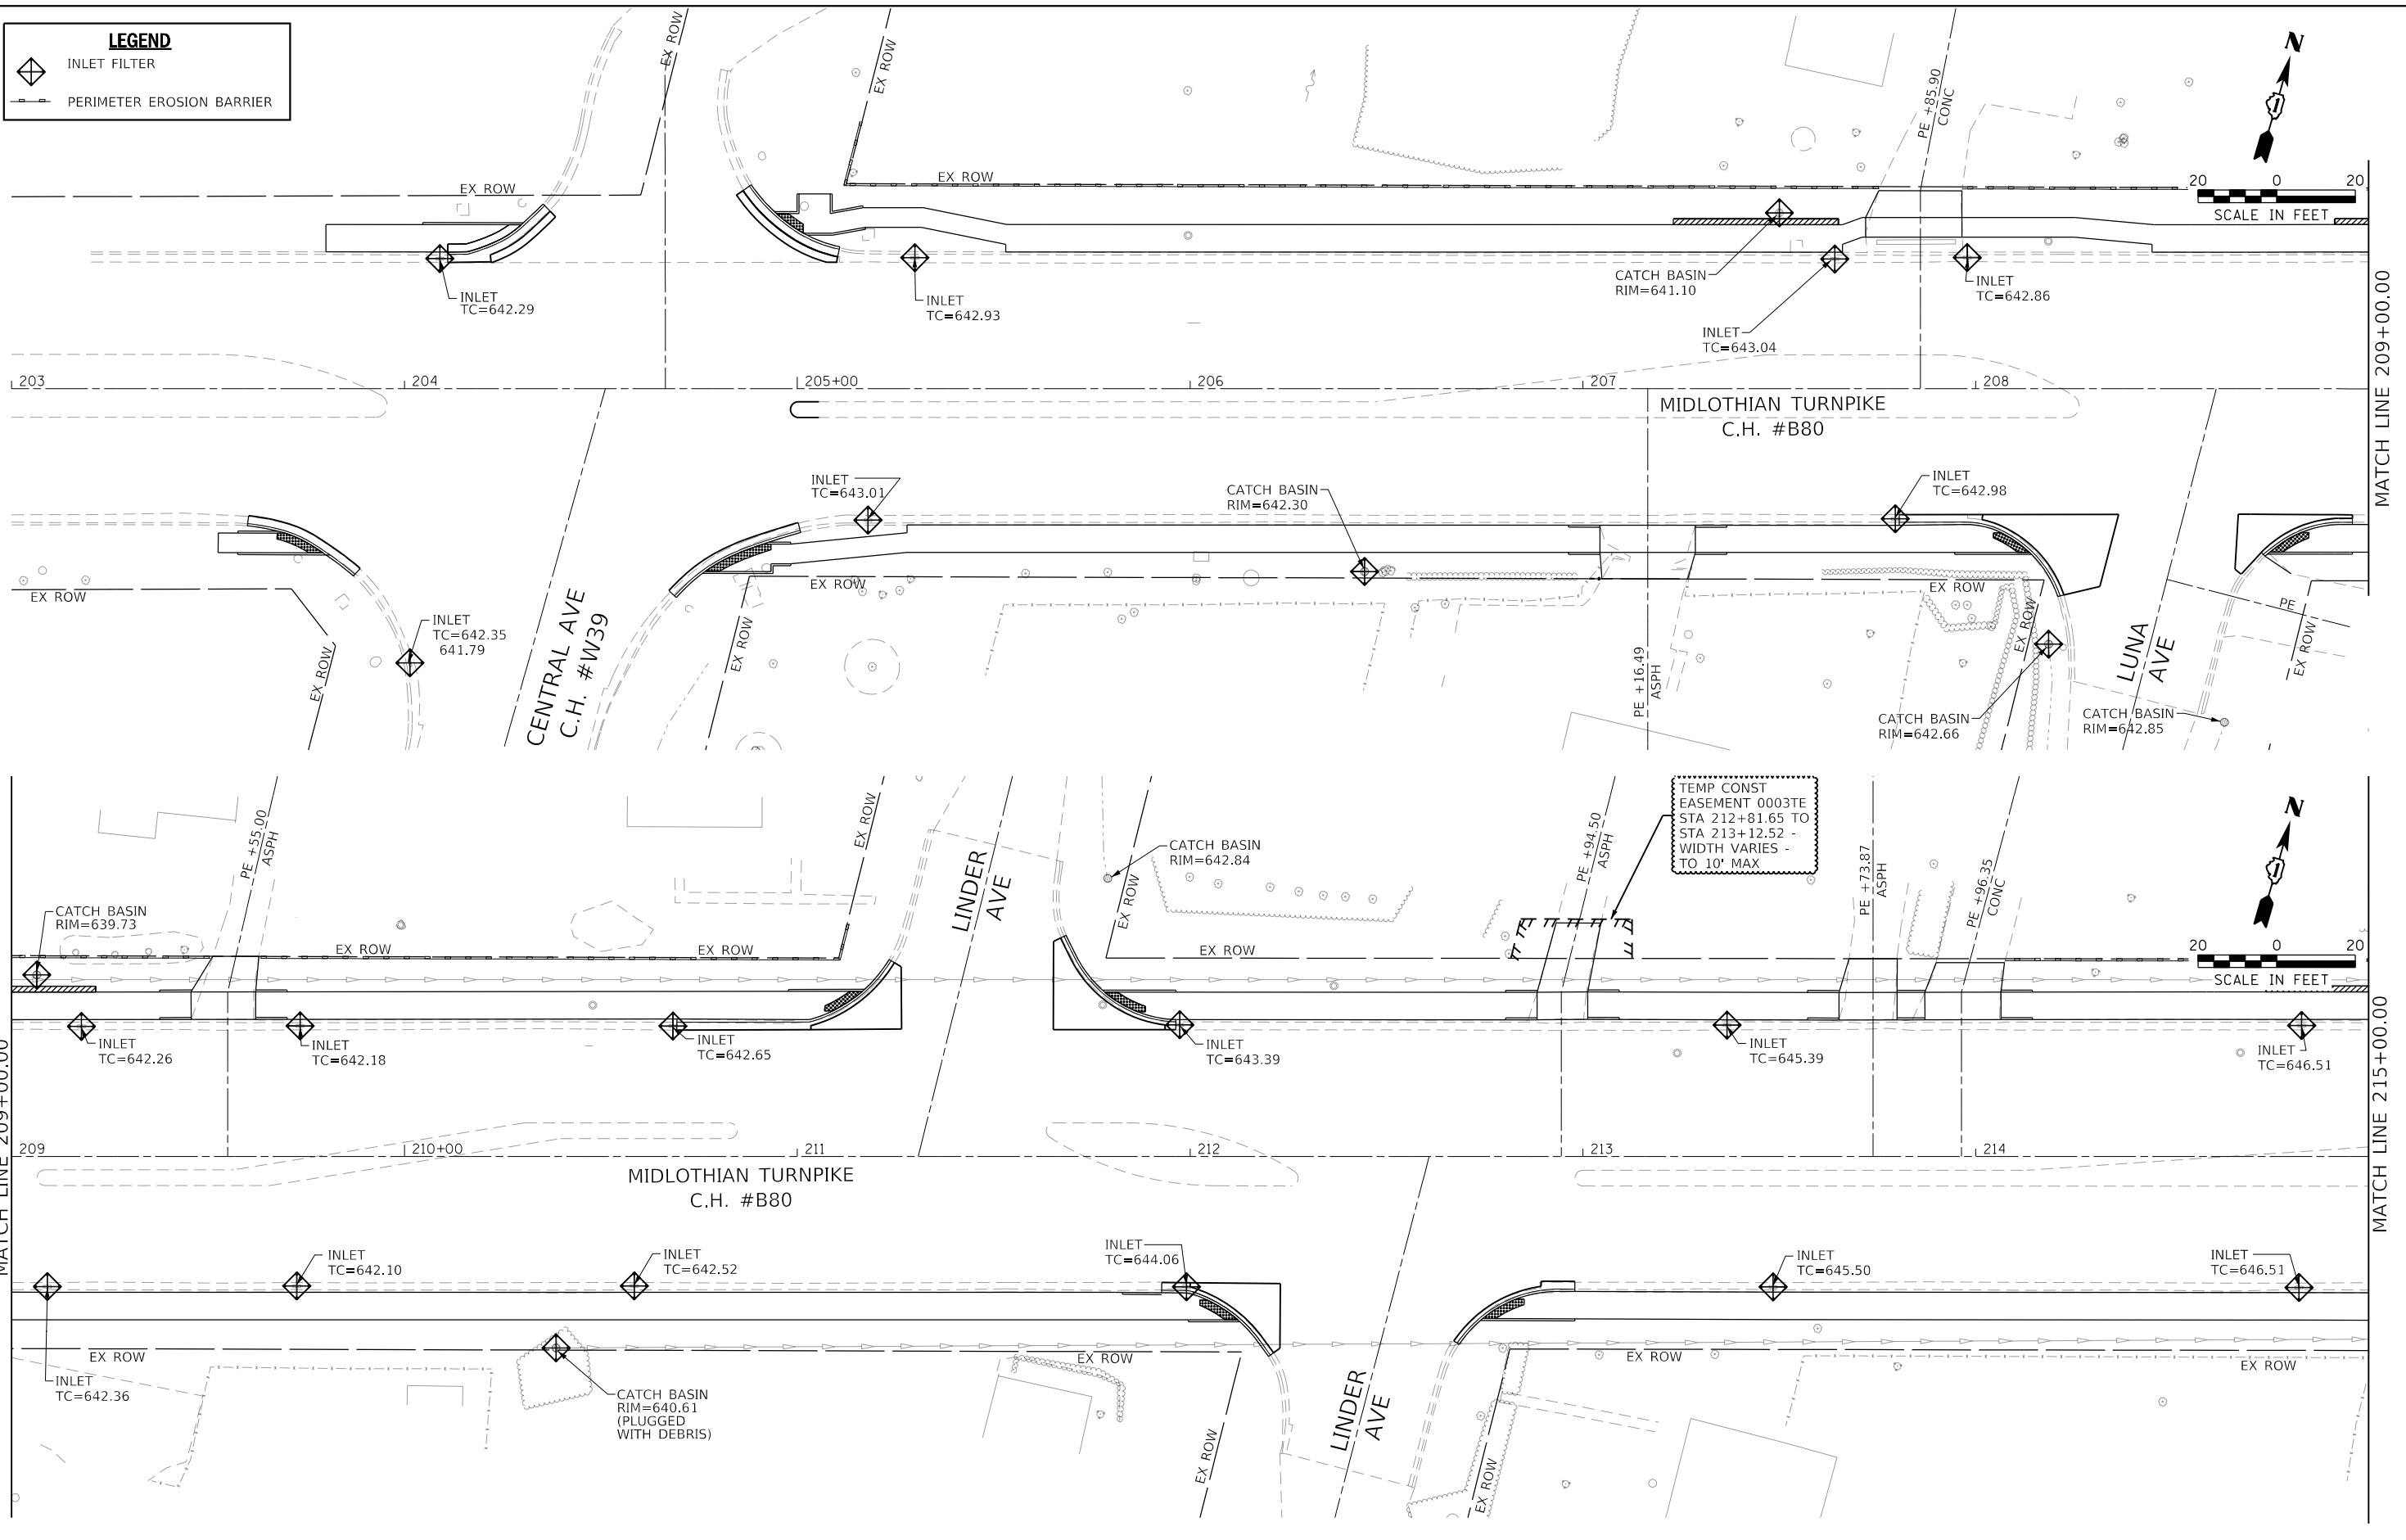 LEGEND
INLET FILTER
PERIMETER EROSION BARRIER
EX ROW
EX ROW
EX ROW
EX ROW
PE +85.90
CONC
N
1
20 0 20
SCALE IN FEET
INLET
TC=642.29
INLET
TC=642.93
CATCH BASIN
RIM=641.10
INLET
TC=643.04
INLET
TC=642.86
MATCH LINE 209+00.00
203
204
205+00
206
207
208
MIDLOTHIAN TURNPIKE
C.H. #B80
INLET
TC=643.01
CATCH BASIN
RIM=642.30
INLET
TC=642.98
EX ROW
EX ROW
INLET
TC=642.35
641.79
CENTRAL AVE
C.H. #W39
EX ROW
EX ROW
PE +16.49
ASPH
EX ROW
EX ROW
CATCH BASIN
RIM=642.66
LUNA
AVE
PE
EX ROW
CATCH BASIN
RIM=642.85
PE +55.00
ASPH
EX ROW
LINDER
AVE
CATCH BASIN
RIM=642.84
EX ROW
PE +94.50
ASPH
TEMP CONST
EASEMENT 0003TE
STA 212+81.65 TO
STA 213+12.52 -
WIDTH VARIES -
TO 10' MAX
PE +73.87
ASPH
PE +96.35
CONC
N
1
20 0 20
SCALE IN FEET
CATCH BASIN
RIM=639.73
EX ROW
EX ROW
EX ROW
INLET
TC=642.26
INLET
TC=642.18
INLET
TC=642.65
INLET
TC=643.39
INLET
TC=645.39
INLET
TC=646.51
MATCH LINE 209+00.00
MATCH LINE 215+00.00
209
210+00
211
212
213
214
MIDLOTHIAN TURNPIKE
C.H. #B80
INLET
TC=642.10
INLET
TC=642.52
INLET
TC=644.06
INLET
TC=645.50
INLET
TC=646.51
EX ROW
INLET
TC=642.36
CATCH BASIN
RIM=640.61
(PLUGGED
WITH DEBRIS)
EX ROW
EX ROW
LINDER
AVE
EX ROW
EX ROW
EX ROW